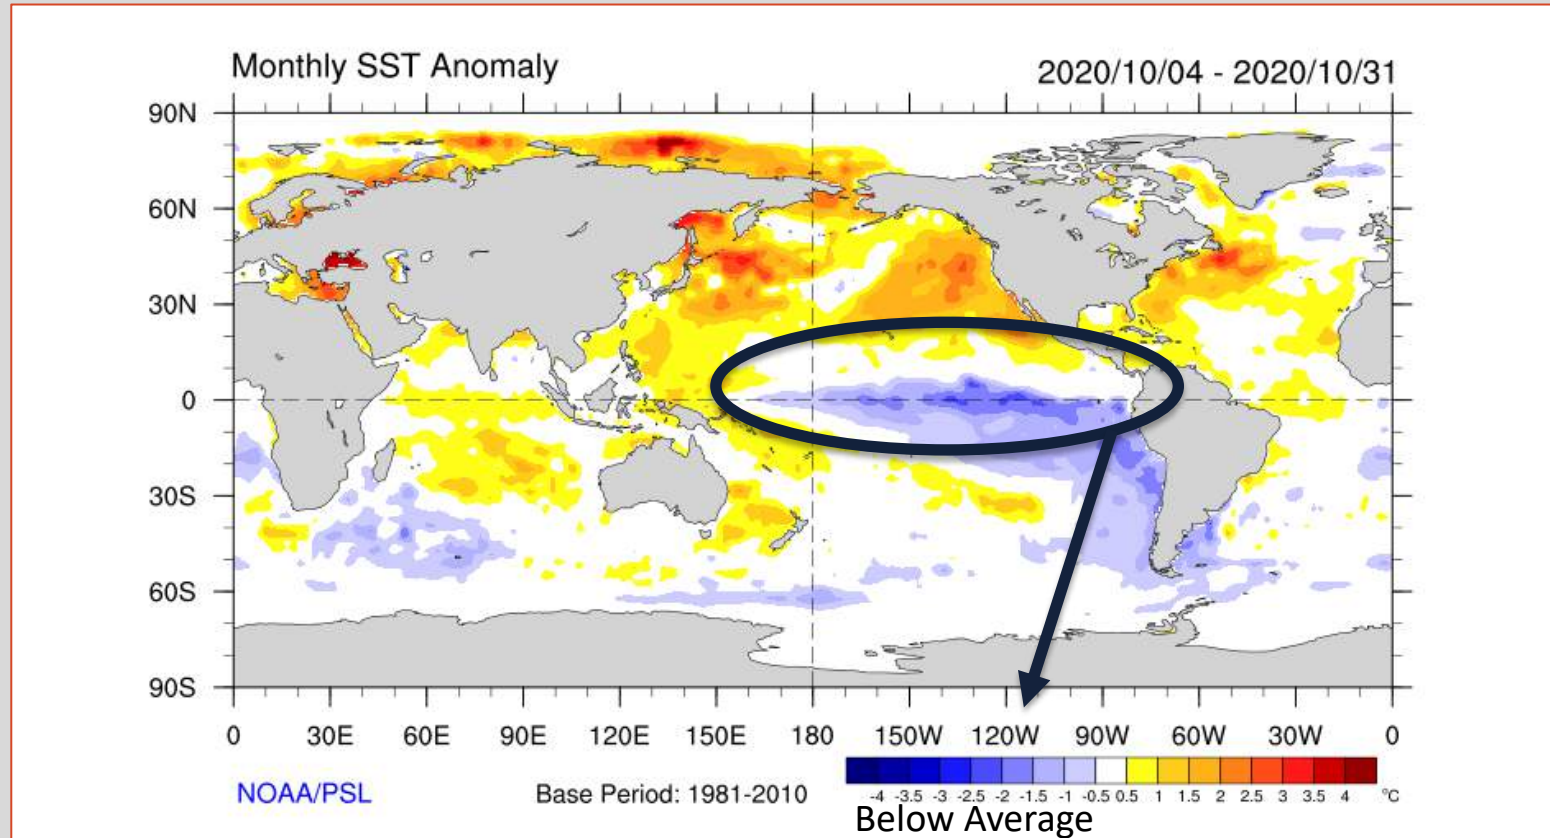 Monthly SST Anomaly 2020/10/04 - 2020/10/31
90N
60N
30N
0
30S
60S
90S
0 30E 60E 90E 120E 150E 180 150W 120W 90W 60W 30W 0
NOAA/PSL Base Period: 1981-2010
-4 -3.5 -3 -2.5 -2 -1.5 -1 -0.5 0.5 1 1.5 2 2.5 3 3.5 4 °C
Below Average